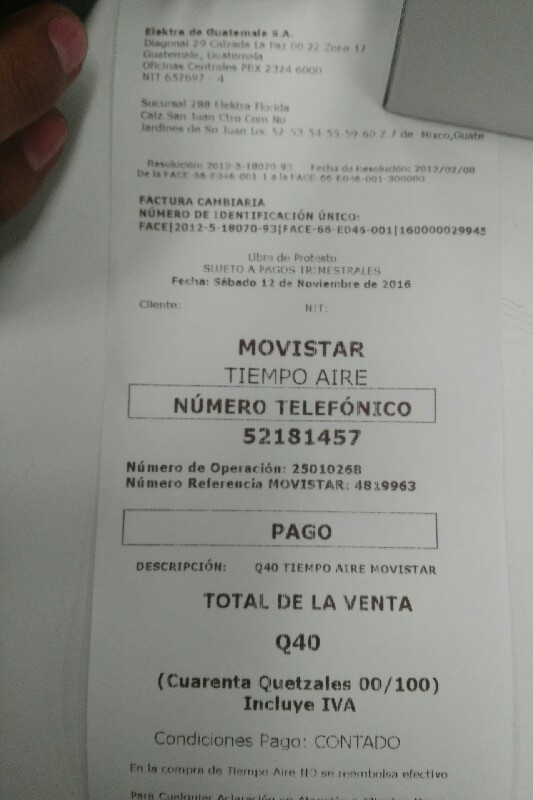 Elektra de Guatemala S.A.
Diagonal 29 Calzada La Paz 00 22 Zona 17
Guatemala, Guatemala
Oficinas Centrales PBX 2324 6000
NIT 657697 - 4
Sucursal 288 Elektra Florida
Calz San Juan Ctro Com No
Jardines de Sn Juan Loc 52 53 54 55 59 60 Z 7 de Mixco,Guate
Resolución: 2012-5-18070-93 Fecha de Resolución: 2012/02/08
De la FACE-66-E046-001-1 a la FACE-66-E046-001-300000
FACTURA CAMBIARIA
NÚMERO DE IDENTIFICACIÓN ÚNICO:
FACE|2012-5-18070-93|FACE-66-E046-001|160000029945
Libre de Protesto
SUJETO A PAGOS TRIMESTRALES
Fecha: Sábado 12 de Noviembre de 2016
Cliente: NIT:
MOVISTAR
TIEMPO AIRE
NÚMERO TELEFÓNICO
52181457
Número de Operación: 25010268
Número Referencia MOVISTAR: 4819963
PAGO
DESCRIPCIÓN: Q40 TIEMPO AIRE MOVISTAR
TOTAL DE LA VENTA
Q40
(Cuarenta Quetzales 00/100)
Incluye IVA
Condiciones Pago: CONTADO
En la compra de Tiempo Aire NO se reembolsa efectivo
Para Cualquier Aclaración